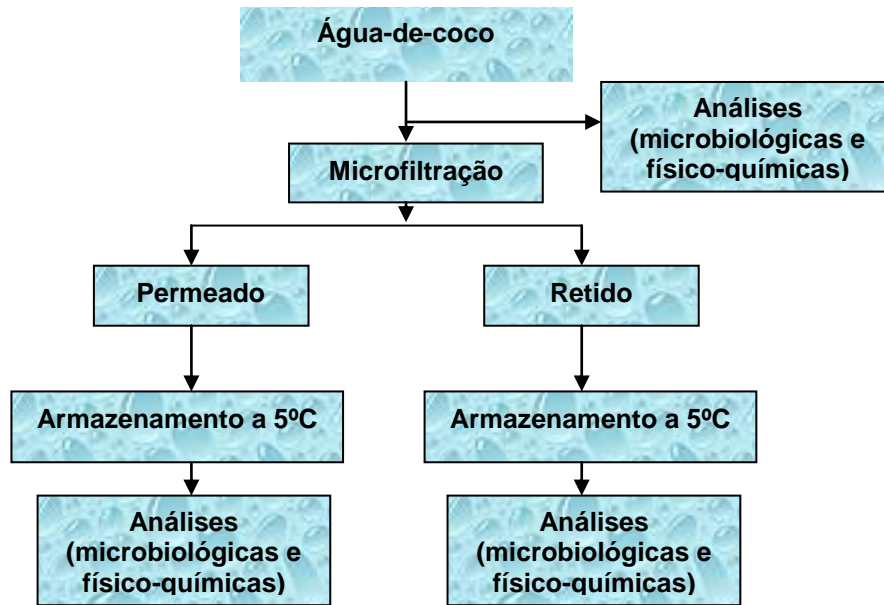 Água-de-coco
Análises
(microbiológicas e
físico-químicas)
Microfiltração
Permeado
Retido
Armazenamento a 5ºC
Armazenamento a 5ºC
Análises
(microbiológicas e
físico-químicas)
Análises
(microbiológicas e
físico-químicas)